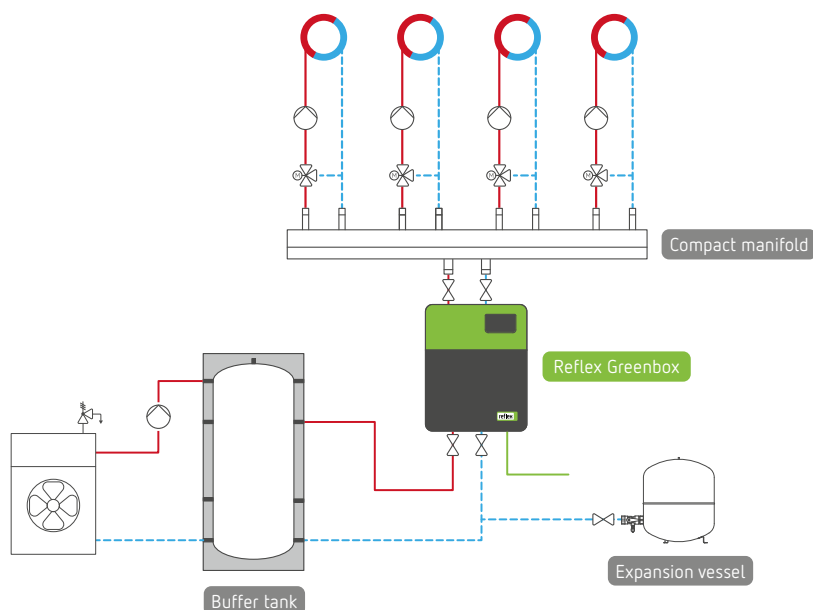 M
M
M
M
Compact manifold
Reflex Greenbox
reflex
Expansion vessel
Buffer tank